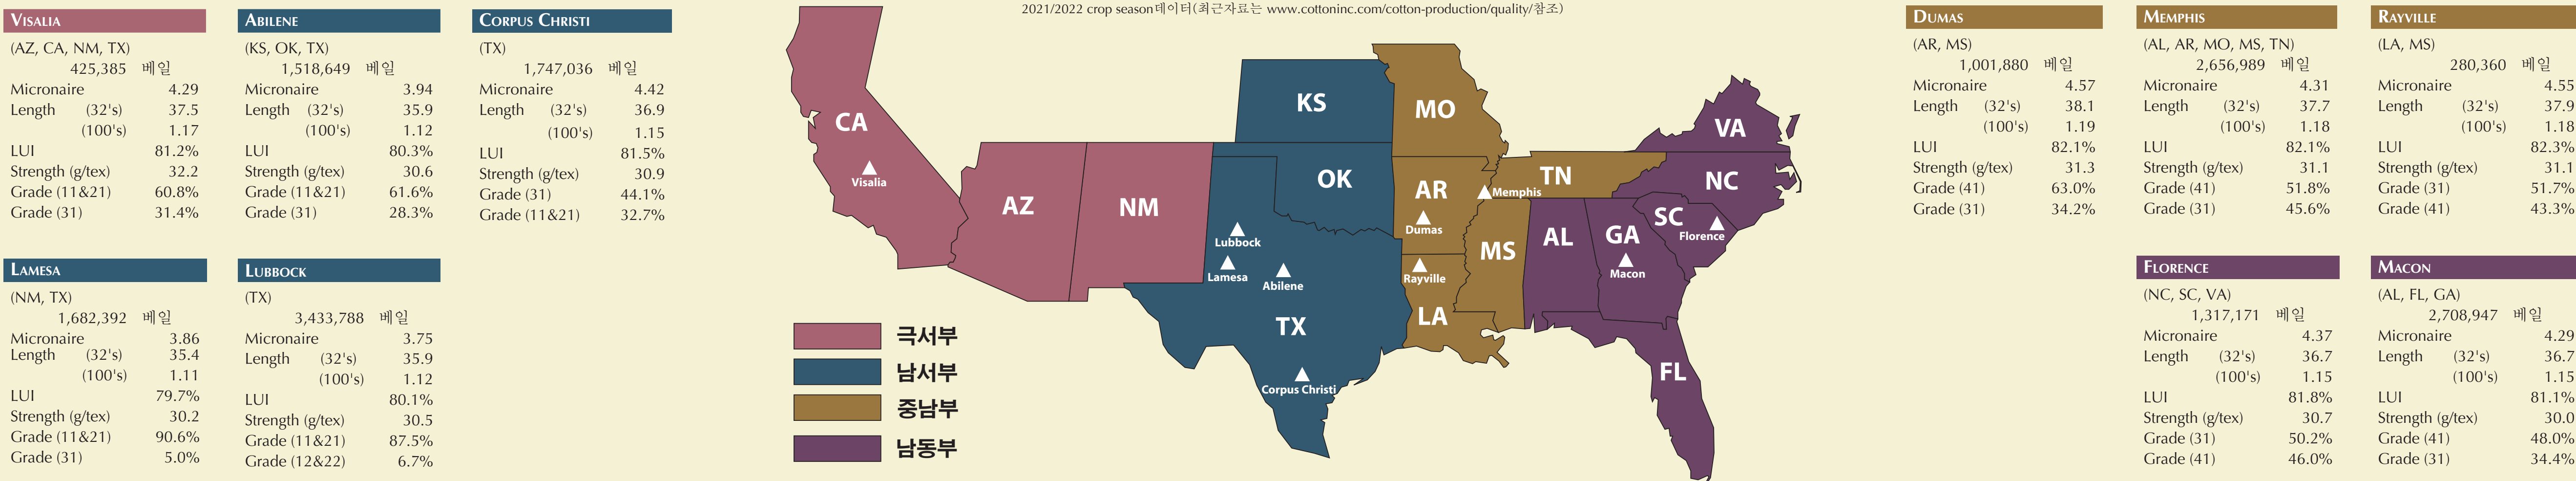 2021/2022 crop season데이터(최근자료는 www.cottoninc.com/cotton-production/quality/참조)
VISALIA
(AZ, CA, NM, TX)
425,385 베일
Micronaire 4.29
Length (32's) 37.5
(100's) 1.17
LUI 81.2%
Strength (g/tex) 32.2
Grade (11&21) 60.8%
Grade (31) 31.4%
ABILENE
(KS, OK, TX)
1,518,649 베일
Micronaire 3.94
Length (32's) 35.9
(100's) 1.12
LUI 80.3%
Strength (g/tex) 30.6
Grade (11&21) 61.6%
Grade (31) 28.3%
CORPUS CHRISTI
(TX)
1,747,036 베일
Micronaire 4.42
Length (32's) 36.9
(100's) 1.15
LUI 81.5%
Strength (g/tex) 30.9
Grade (31) 44.1%
Grade (11&21) 32.7%
LAMESA
(NM, TX)
1,682,392 베일
Micronaire 3.86
Length (32's) 35.4
(100's) 1.11
LUI 79.7%
Strength (g/tex) 30.2
Grade (11&21) 90.6%
Grade (31) 5.0%
LUBBOCK
(TX)
3,433,788 베일
Micronaire 3.75
Length (32's) 35.9
(100's) 1.12
LUI 80.1%
Strength (g/tex) 30.5
Grade (11&21) 87.5%
Grade (12&22) 6.7%
CA
Visalia
AZ
NM
KS
OK
Lubbock
Lamesa
Abilene
TX
Corpus Christi
MO
AR
Dumas
TN
Memphis
MS
Rayville
LA
VA
NC
SC
Florence
AL
GA
Macon
FL
극서부
남서부
중남부
남동부
DUMAS
(AR, MS)
1,001,880 베일
Micronaire 4.57
Length (32's) 38.1
(100's) 1.19
LUI 82.1%
Strength (g/tex) 31.3
Grade (41) 63.0%
Grade (31) 34.2%
MEMPHIS
(AL, AR, MO, MS, TN)
2,656,989 베일
Micronaire 4.31
Length (32's) 37.7
(100's) 1.18
LUI 82.1%
Strength (g/tex) 31.1
Grade (41) 51.8%
Grade (31) 45.6%
RAYVILLE
(LA, MS)
280,360 베일
Micronaire 4.55
Length (32's) 37.9
(100's) 1.18
LUI 82.3%
Strength (g/tex) 31.1
Grade (31) 51.7%
Grade (41) 43.3%
FLORENCE
(NC, SC, VA)
1,317,171 베일
Micronaire 4.37
Length (32's) 36.7
(100's) 1.15
LUI 81.8%
Strength (g/tex) 30.7
Grade (31) 50.2%
Grade (41) 46.0%
MACON
(AL, FL, GA)
2,708,947 베일
Micronaire 4.29
Length (32's) 36.7
(100's) 1.15
LUI 81.1%
Strength (g/tex) 30.0
Grade (41) 48.0%
Grade (31) 34.4%